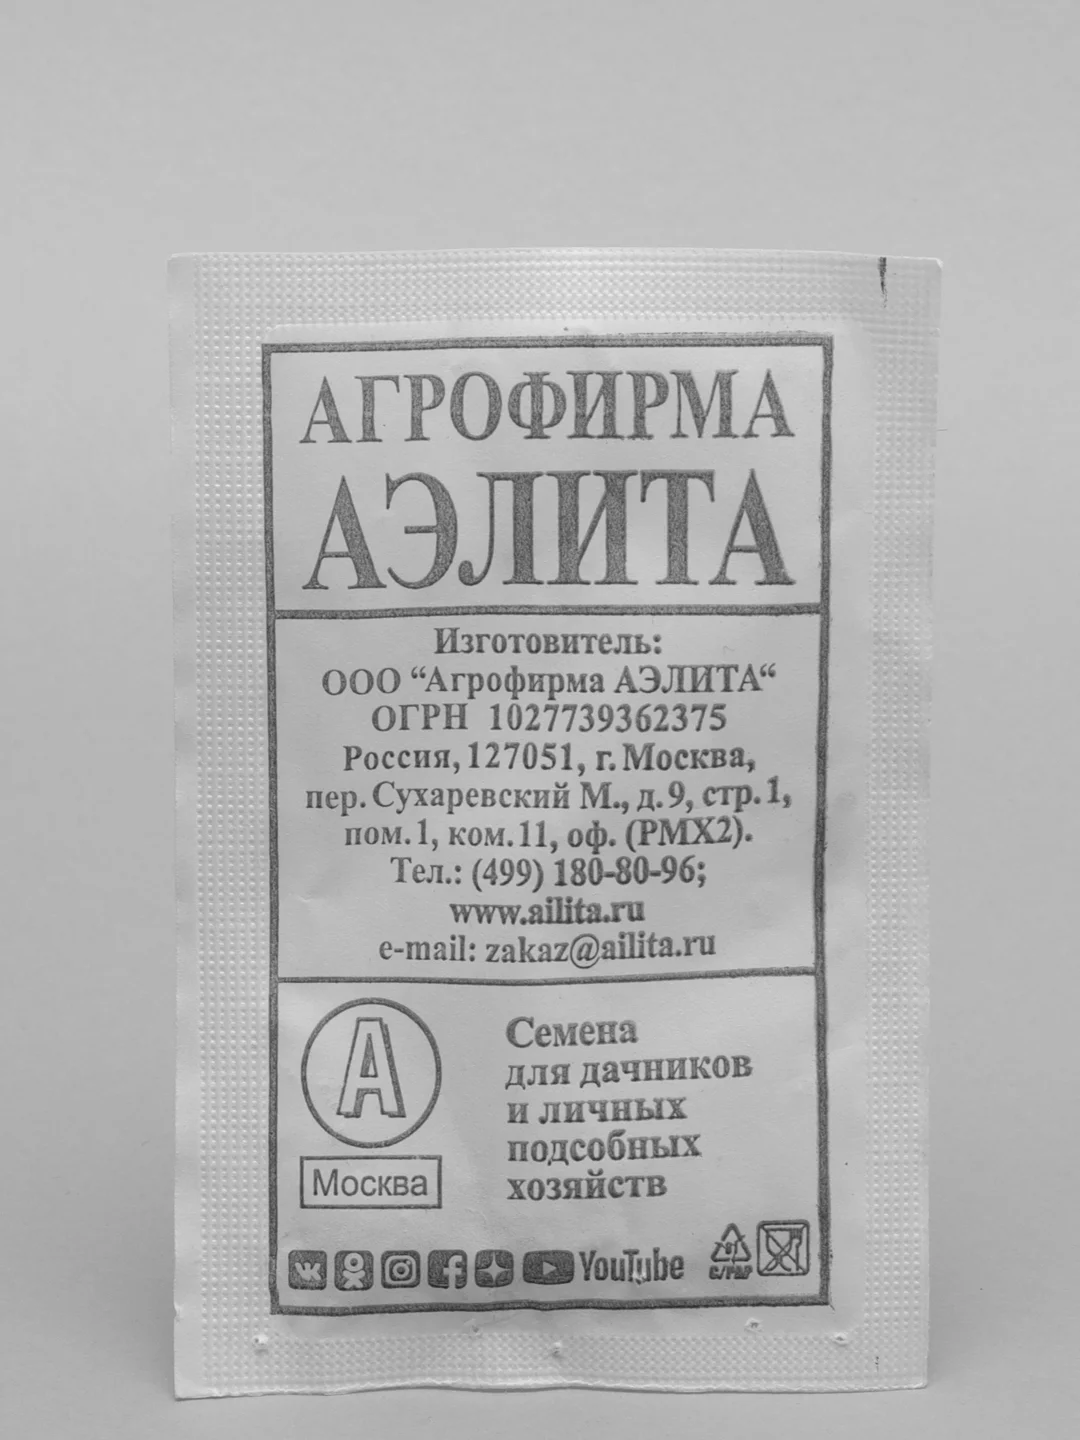 АГРОФИРМА
АЭЛИТА
Изготовитель:
ООО “Агрофирма АЭЛИТА“
ОГРН 1027739362375
Россия, 127051, г. Москва,
пер. Сухаревский М., д. 9, стр. 1,
пом. 1, ком. 11, оф. (РМХ2).
Тел.: (499) 180-80-96;
www.ailita.ru
e-mail: zakaz@ailita.ru
А
Москва
Семена
для дачников
и личных
подсобных
хозяйств
YouTube
C/PAP